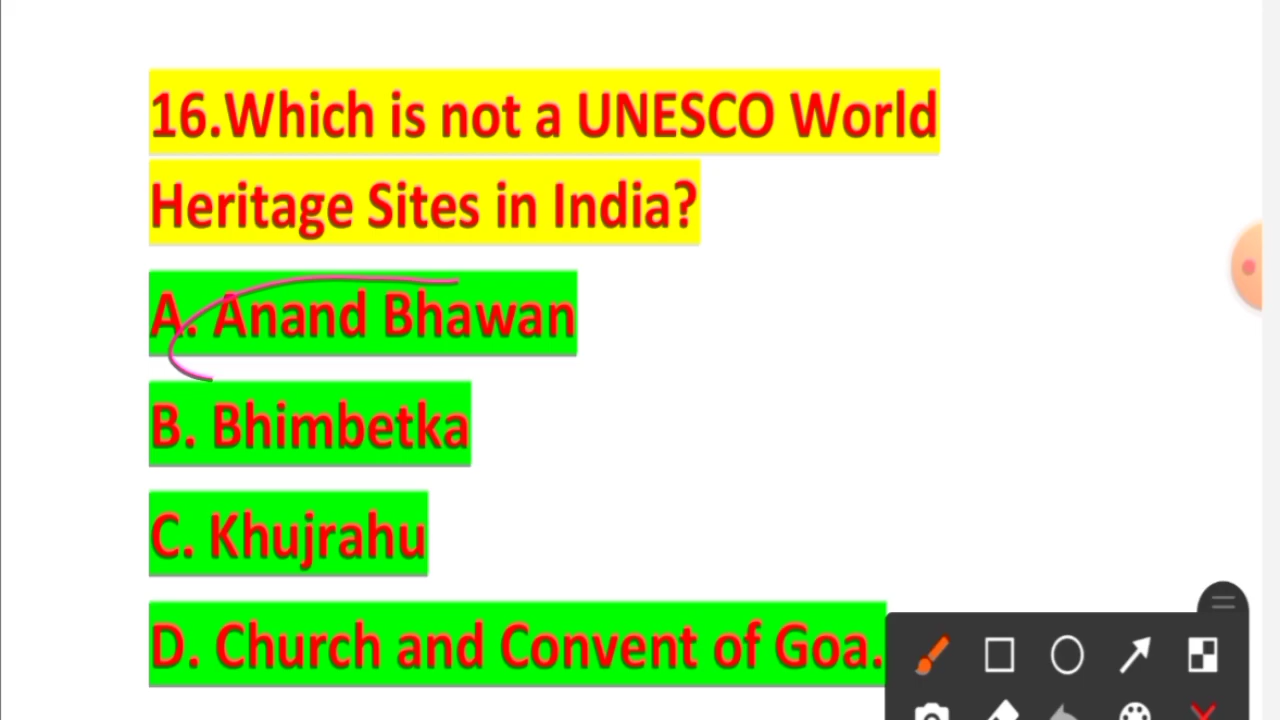 16.Which is not a UNESCO World
Heritage Sites in India?
A. Anand Bhawan
B. Bhimbetka
C. Khujrahu
D. Church and Convent of Goa.